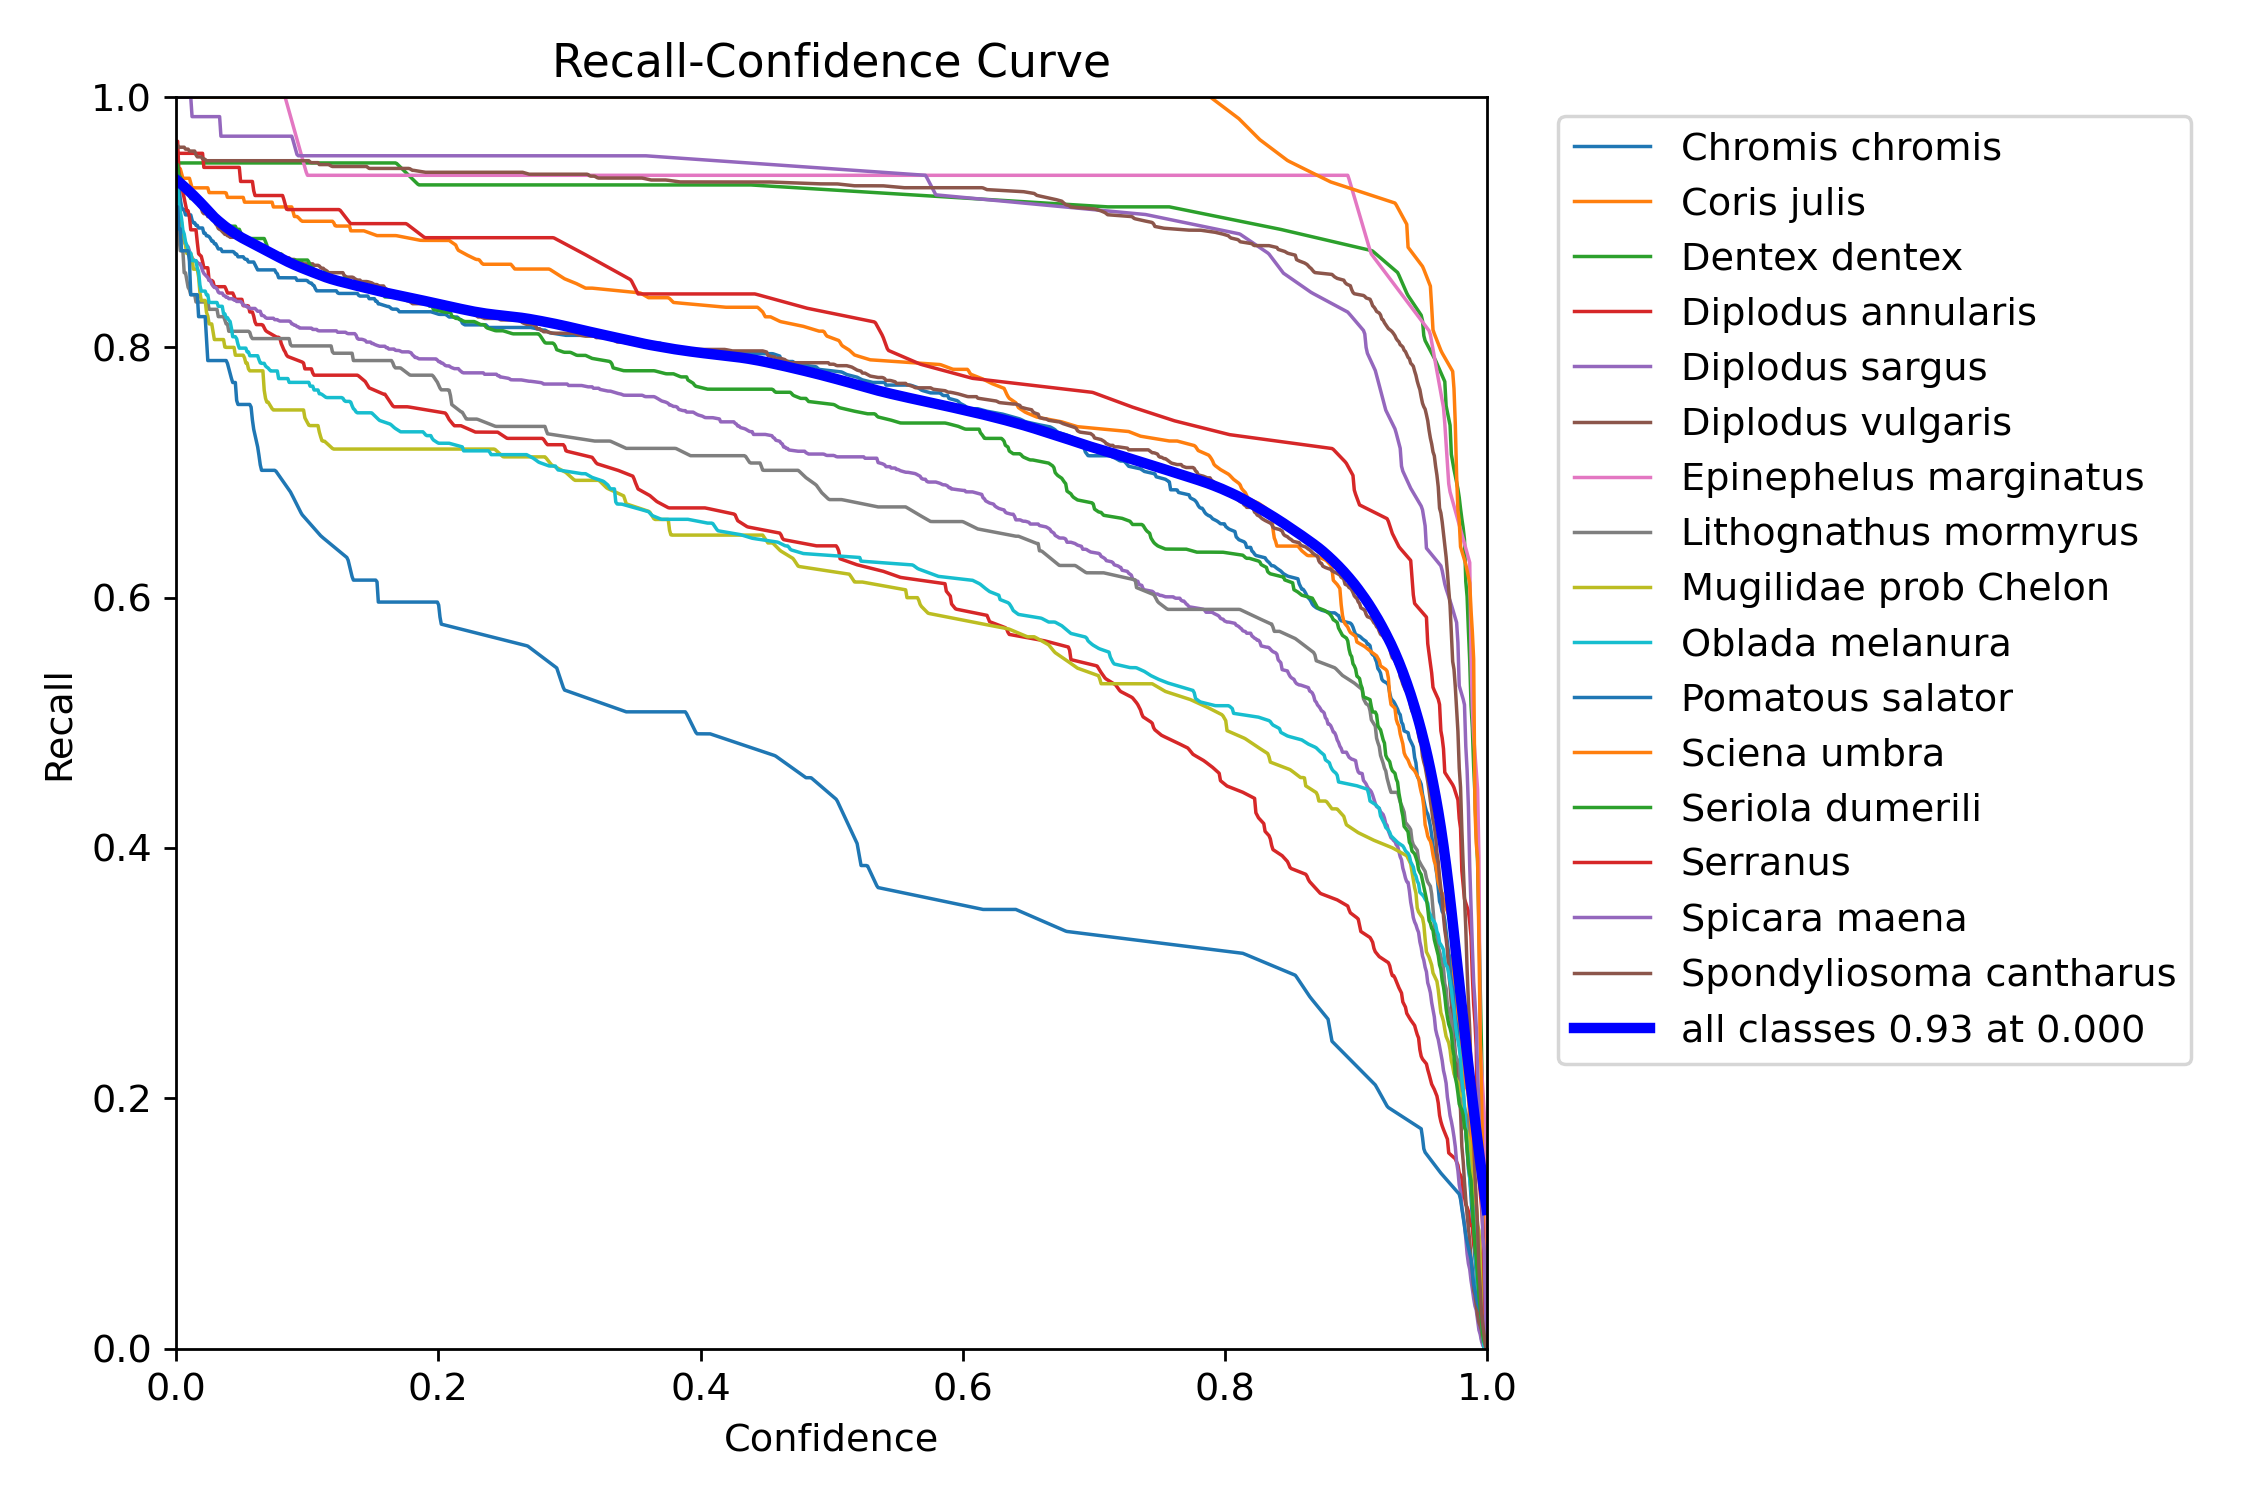 Recall-Confidence Curve
1.0
0.8
0.6
0.4
0.2
0.0
Recall
0.0 0.2 0.4 0.6 0.8 1.0
Confidence
Chromis chromis
Coris julis
Dentex dentex
Diplodus annularis
Diplodus sargus
Diplodus vulgaris
Epinephelus marginatus
Lithognathus mormyrus
Mugilidae prob Chelon
Oblada melanura
Pomatous salator
Sciena umbra
Seriola dumerili
Serranus
Spicara maena
Spondyliosoma cantharus
all classes 0.93 at 0.000